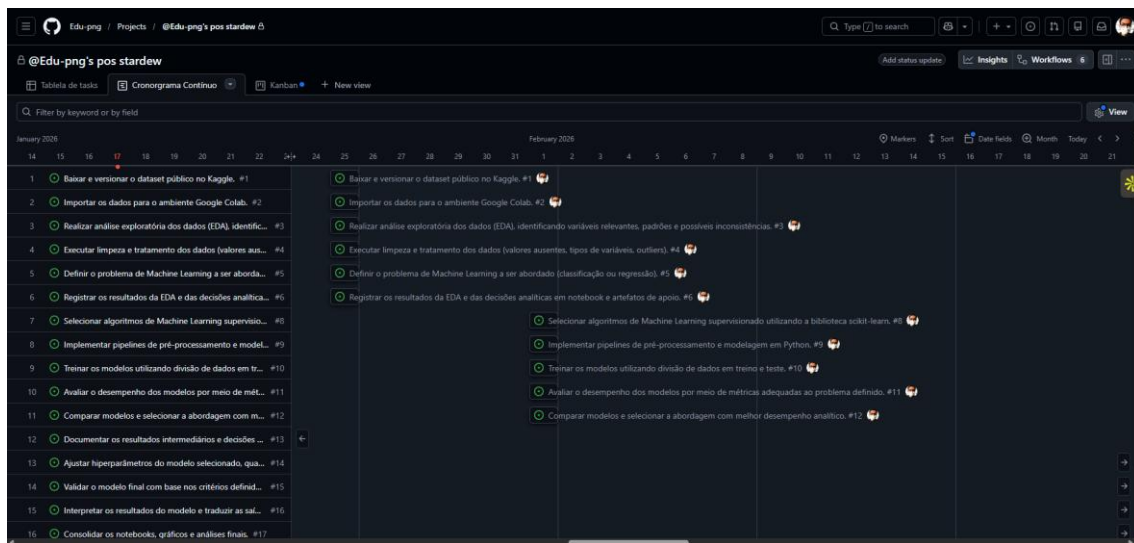 Edu-png / Projects / @Edu-png's pos stardew
Type / to search
@Edu-png's pos stardew
Add status update
Insights
Workflows 6
Tablela de tasks
Cronorgrama Contínuo
Kanban
+ New view
Filter by keyword or by field
View
January 2026
February 2026
Markers
Sort
Date fields
Month
Today
14 15 16 17 18 19 20 21 22 24 25 26 27 28 29 30 31 1 2 3 4 5 6 7 8 9 10 11 12 13 14 15 16 17 18 19 20 21
1 Baixar e versionar o dataset público no Kaggle. #1
Baixar e versionar o dataset público no Kaggle. #1
2 Importar os dados para o ambiente Google Colab. #2
Importar os dados para o ambiente Google Colab. #2
3 Realizar análise exploratória dos dados (EDA), identific... #3
Realizar análise exploratória dos dados (EDA), identificando variáveis relevantes, padrões e possíveis inconsistências. #3
4 Executar limpeza e tratamento dos dados (valores aus... #4
Executar limpeza e tratamento dos dados (valores ausentes, tipos de variáveis, outliers). #4
5 Definir o problema de Machine Learning a ser aborda... #5
Definir o problema de Machine Learning a ser abordado (classificação ou regressão). #5
6 Registrar os resultados da EDA e das decisões analítica... #6
Registrar os resultados da EDA e das decisões analíticas em notebook e artefatos de apoio. #6
7 Selecionar algoritmos de Machine Learning supervisio... #8
Selecionar algoritmos de Machine Learning supervisionado utilizando a biblioteca scikit-learn. #8
8 Implementar pipelines de pré-processamento e model... #9
Implementar pipelines de pré-processamento e modelagem em Python. #9
9 Treinar os modelos utilizando divisão de dados em tr... #10
Treinar os modelos utilizando divisão de dados em treino e teste. #10
10 Avaliar o desempenho dos modelos por meio de mét... #11
Avaliar o desempenho dos modelos por meio de métricas adequadas ao problema definido. #11
11 Comparar modelos e selecionar a abordagem com m... #12
Comparar modelos e selecionar a abordagem com melhor desempenho analítico. #12
12 Documentar os resultados intermediários e decisões ... #13
13 Ajustar hiperparâmetros do modelo selecionado, qua... #14
14 Validar o modelo final com base nos critérios definid... #15
15 Interpretar os resultados do modelo e traduzir as saí... #16
16 Consolidar os notebooks, gráficos e análises finais. #17